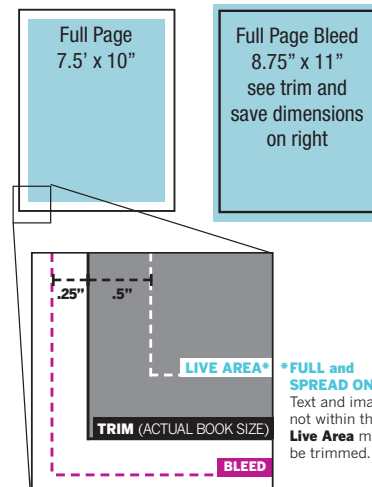 Full Page
7.5' x 10”
Full Page Bleed
8.75” x 11”
see trim and
save dimensions
on right
.25”
.5”
LIVE AREA*
TRIM (ACTUAL BOOK SIZE)
BLEED
*FULL and
SPREAD ON
Text and ima
not within th
Live Area m
be trimmed.